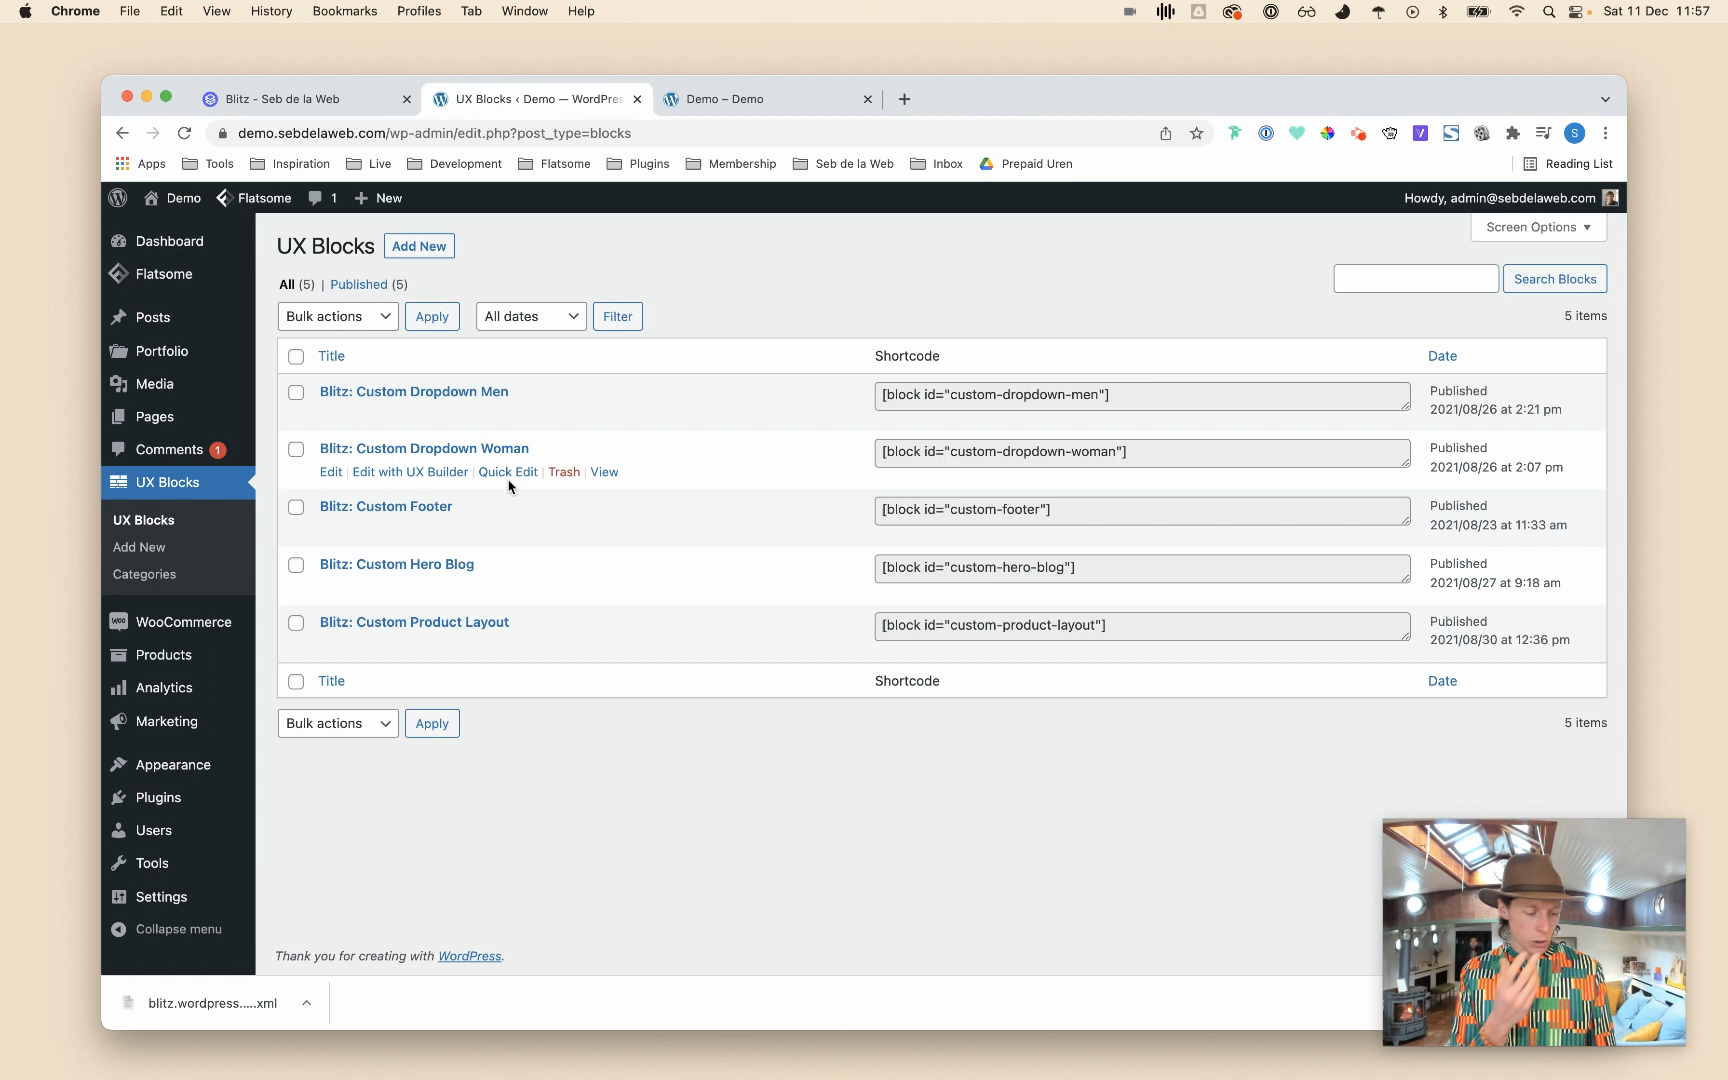 Chrome File Edit View History Bookmarks Profiles Tab Window Help Sat 11 Dec 11:57
Blitz - Seb de la Web UX Blocks ‹ Demo — WordPres Demo – Demo
demo.sebdelaweb.com/wp-admin/edit.php?post_type=blocks S
Apps Tools Inspiration Live Development Flatsome Plugins Membership Seb de la Web Inbox Prepaid Uren Reading List
Demo Flatsome 1 New Howdy, admin@sebdelaweb.com
Screen Options
Dashboard
Flatsome
Posts
Portfolio
Media
Pages
Comments 1
UX Blocks
UX Blocks
Add New
Categories
WooCommerce
Products
Analytics
Marketing
Appearance
Plugins
Users
Tools
Settings
Collapse menu
UX Blocks Add New
All (5) | Published (5)
Search Blocks
Bulk actions Apply All dates Filter 5 items
Title Shortcode Date
Blitz: Custom Dropdown Men [block id="custom-dropdown-men"] Published
2021/08/26 at 2:21 pm
Blitz: Custom Dropdown Woman [block id="custom-dropdown-woman"] Published
Edit | Edit with UX Builder | Quick Edit | Trash | View 2021/08/26 at 2:07 pm
Blitz: Custom Footer [block id="custom-footer"] Published
2021/08/23 at 11:33 am
Blitz: Custom Hero Blog [block id="custom-hero-blog"] Published
2021/08/27 at 9:18 am
Blitz: Custom Product Layout [block id="custom-product-layout"] Published
2021/08/30 at 12:36 pm
Title Shortcode Date
Bulk actions Apply 5 items
Thank you for creating with WordPress.
blitz.wordpress.....xml